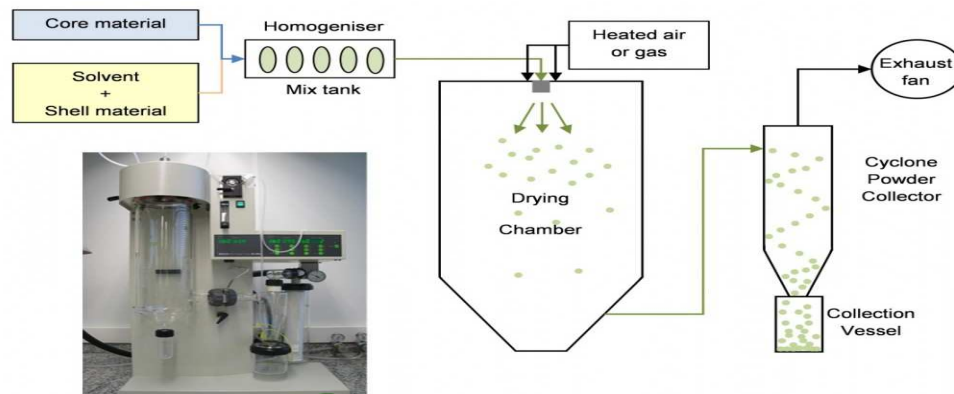 Core material
Solvent
+
Shell material
Homogeniser
Mix tank
Heated air
or gas
Exhaust
fan
Drying
Chamber
Cyclone
Powder
Collector
Collection
Vessel